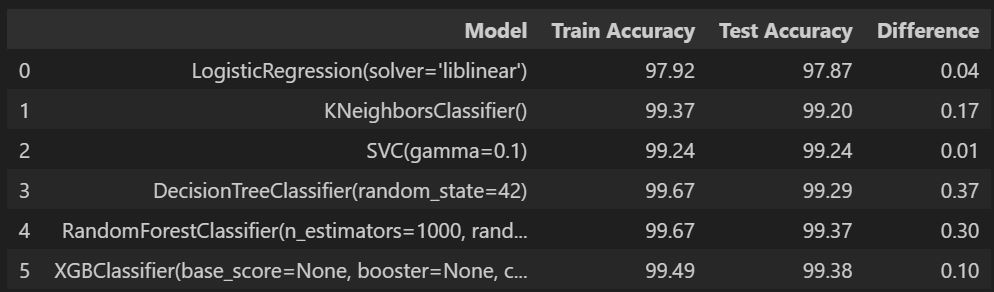 Model Train Accuracy Test Accuracy Difference
0 LogisticRegression(solver='liblinear') 97.92 97.87 0.04
1 KNeighborsClassifier() 99.37 99.20 0.17
2 SVC(gamma=0.1) 99.24 99.24 0.01
3 DecisionTreeClassifier(random_state=42) 99.67 99.29 0.37
4 RandomForestClassifier(n_estimators=1000, rand... 99.67 99.37 0.30
5 XGBClassifier(base_score=None, booster=None, c... 99.49 99.38 0.10